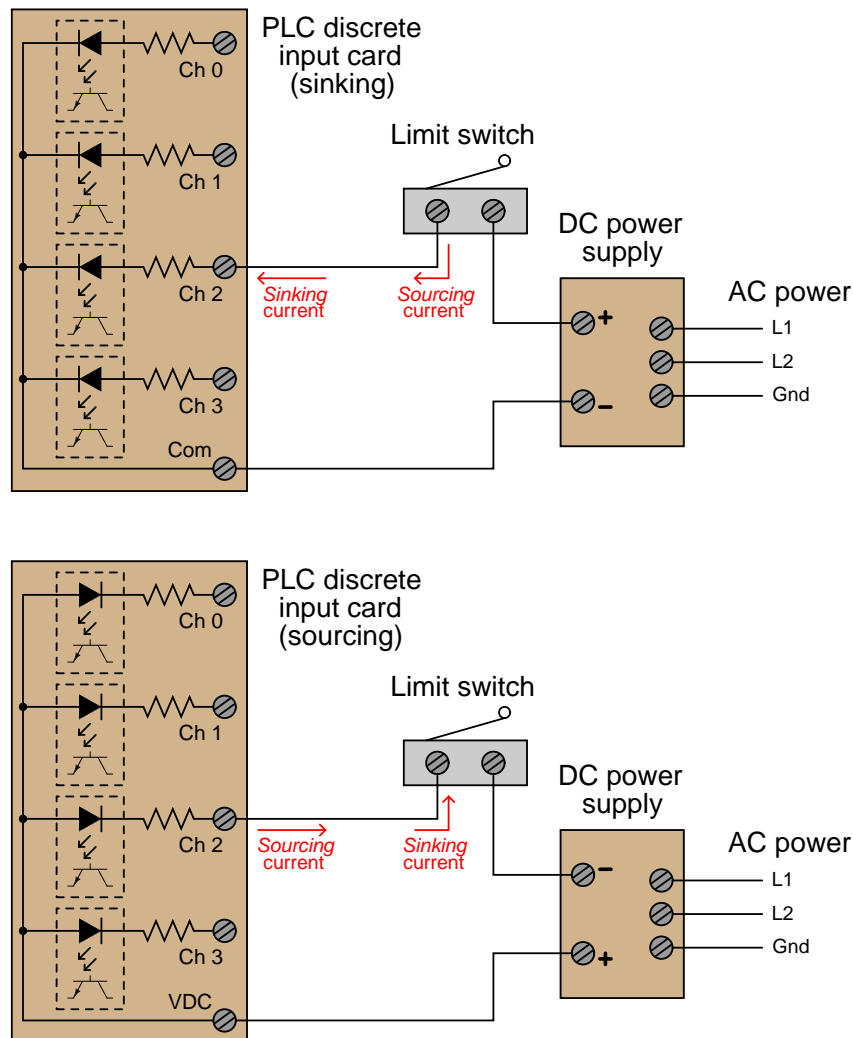 PLC discrete
input card
(sinking)
Ch 0
Ch 1
Ch 2
Ch 3
Com
Limit switch
Sinking
current
Sourcing
current
DC power
supply
+
–
AC power
L1
L2
Gnd
PLC discrete
input card
(sourcing)
Ch 0
Ch 1
Ch 2
Ch 3
VDC
Limit switch
Sourcing
current
Sinking
current
DC power
supply
–
+
AC power
L1
L2
Gnd